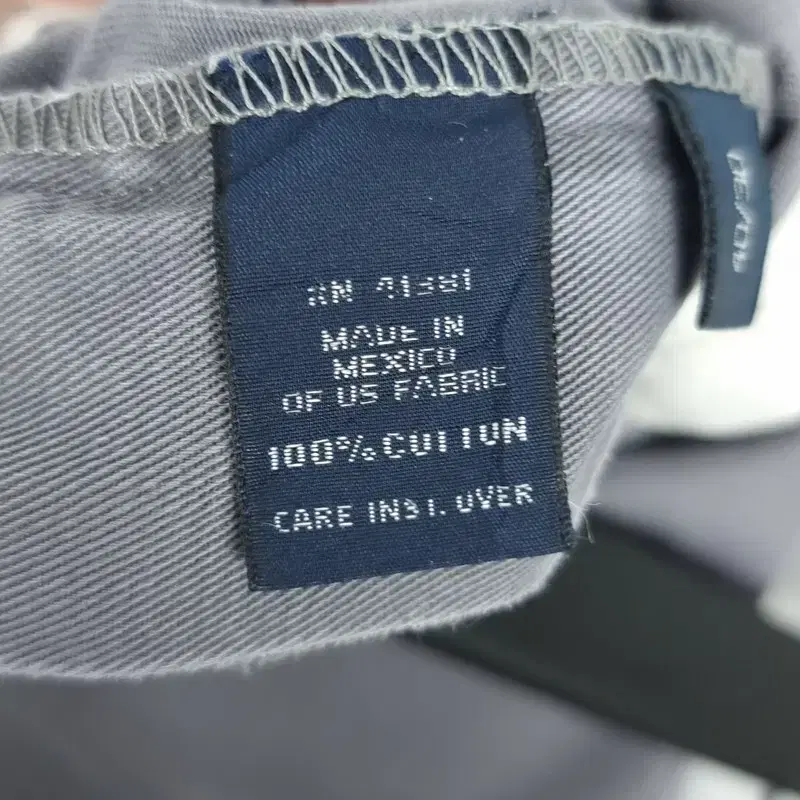 RN 41381
MADE IN
MEXICO
OF US FABRIC
100% COTTON
CARE INST. OVER